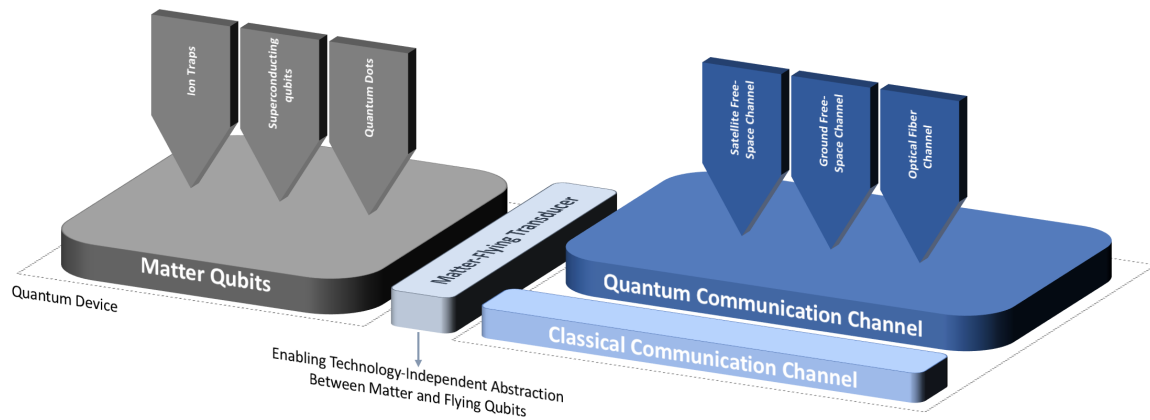 Ion Traps
Superconducting
qubits
Quantum Dots
Matter Qubits
Quantum Device
Matter-Flying Transducer
Enabling Technology-Independent Abstraction
Between Matter and Flying Qubits
Satellite Free-
Space Channel
Ground Free-
Space Channel
Optical Fiber
Channel
Quantum Communication Channel
Classical Communication Channel